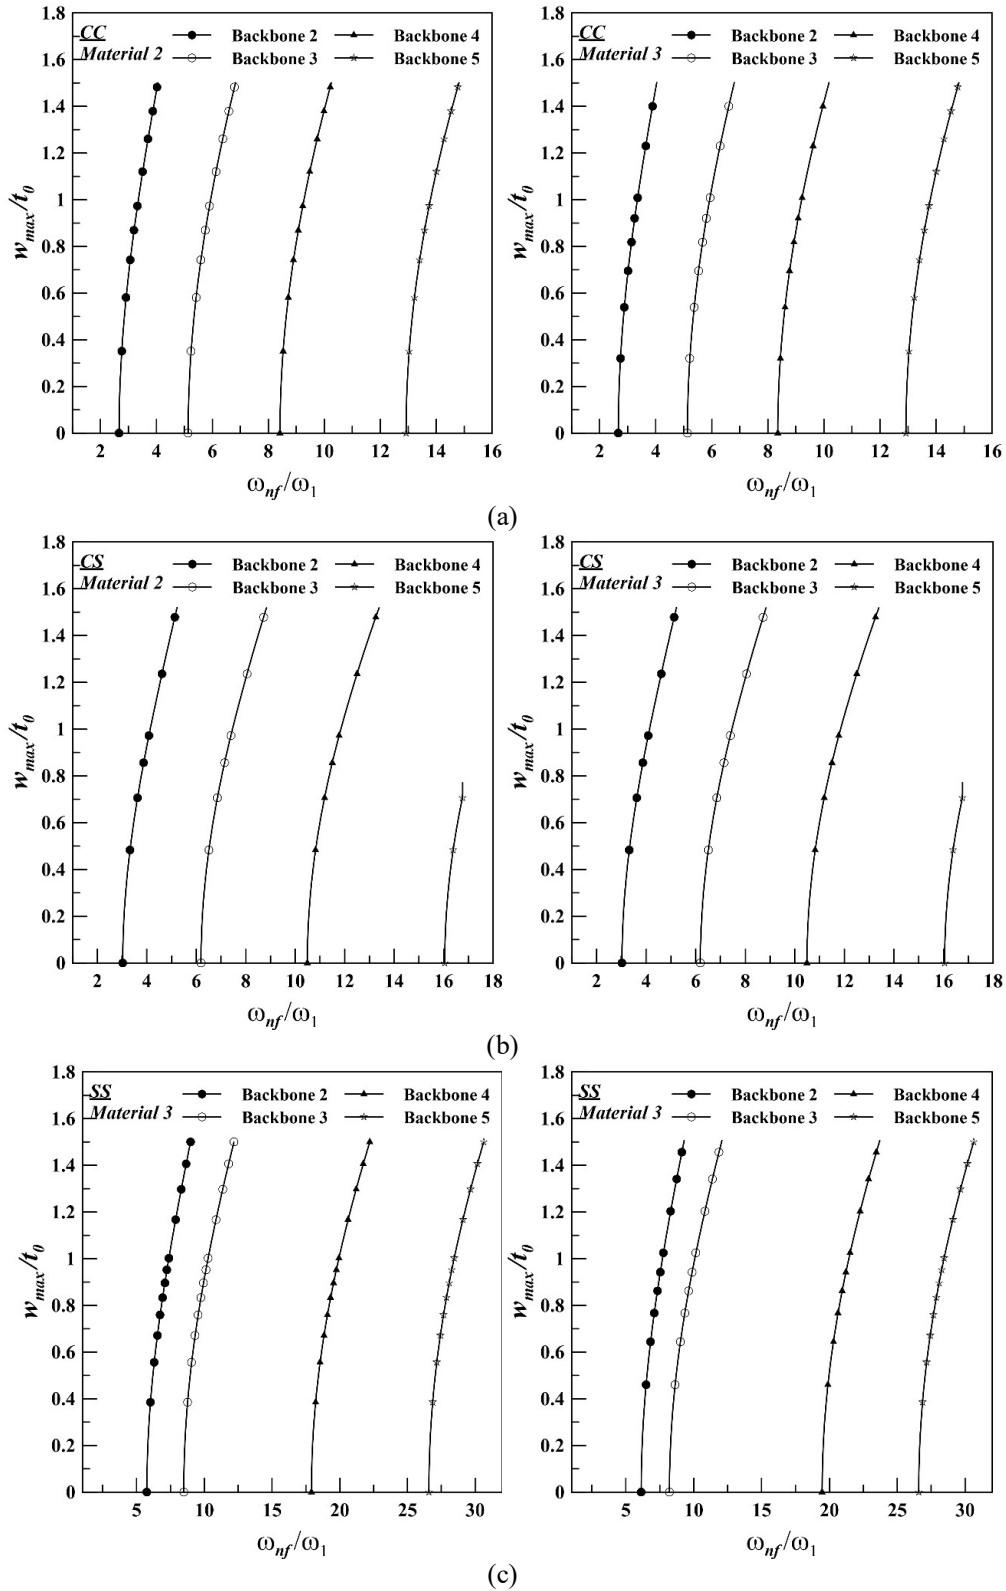 CC
Material 2
Backbone 2 Backbone 4
Backbone 3 Backbone 5
1.8
1.6
1.4
1.2
1
0.8
0.6
0.4
0.2
0
w_max/t_0
2 4 6 8 10 12 14 16
ω_nf/ω_1
CC
Material 3
Backbone 2 Backbone 4
Backbone 3 Backbone 5
1.8
1.6
1.4
1.2
1
0.8
0.6
0.4
0.2
0
w_max/t_0
2 4 6 8 10 12 14 16
ω_nf/ω_1
(a)
CS
Material 2
Backbone 2 Backbone 4
Backbone 3 Backbone 5
1.8
1.6
1.4
1.2
1
0.8
0.6
0.4
0.2
0
w_max/t_0
2 4 6 8 10 12 14 16 18
ω_nf/ω_1
CS
Material 3
Backbone 2 Backbone 4
Backbone 3 Backbone 5
1.8
1.6
1.4
1.2
1
0.8
0.6
0.4
0.2
0
w_max/t_0
2 4 6 8 10 12 14 16 18
ω_nf/ω_1
(b)
SS
Material 3
Backbone 2 Backbone 4
Backbone 3 Backbone 5
1.8
1.6
1.4
1.2
1
0.8
0.6
0.4
0.2
0
w_max/t_0
5 10 15 20 25 30
ω_nf/ω_1
SS
Material 3
Backbone 2 Backbone 4
Backbone 3 Backbone 5
1.8
1.6
1.4
1.2
1
0.8
0.6
0.4
0.2
0
w_max/t_0
5 10 15 20 25 30
ω_nf/ω_1
(c)